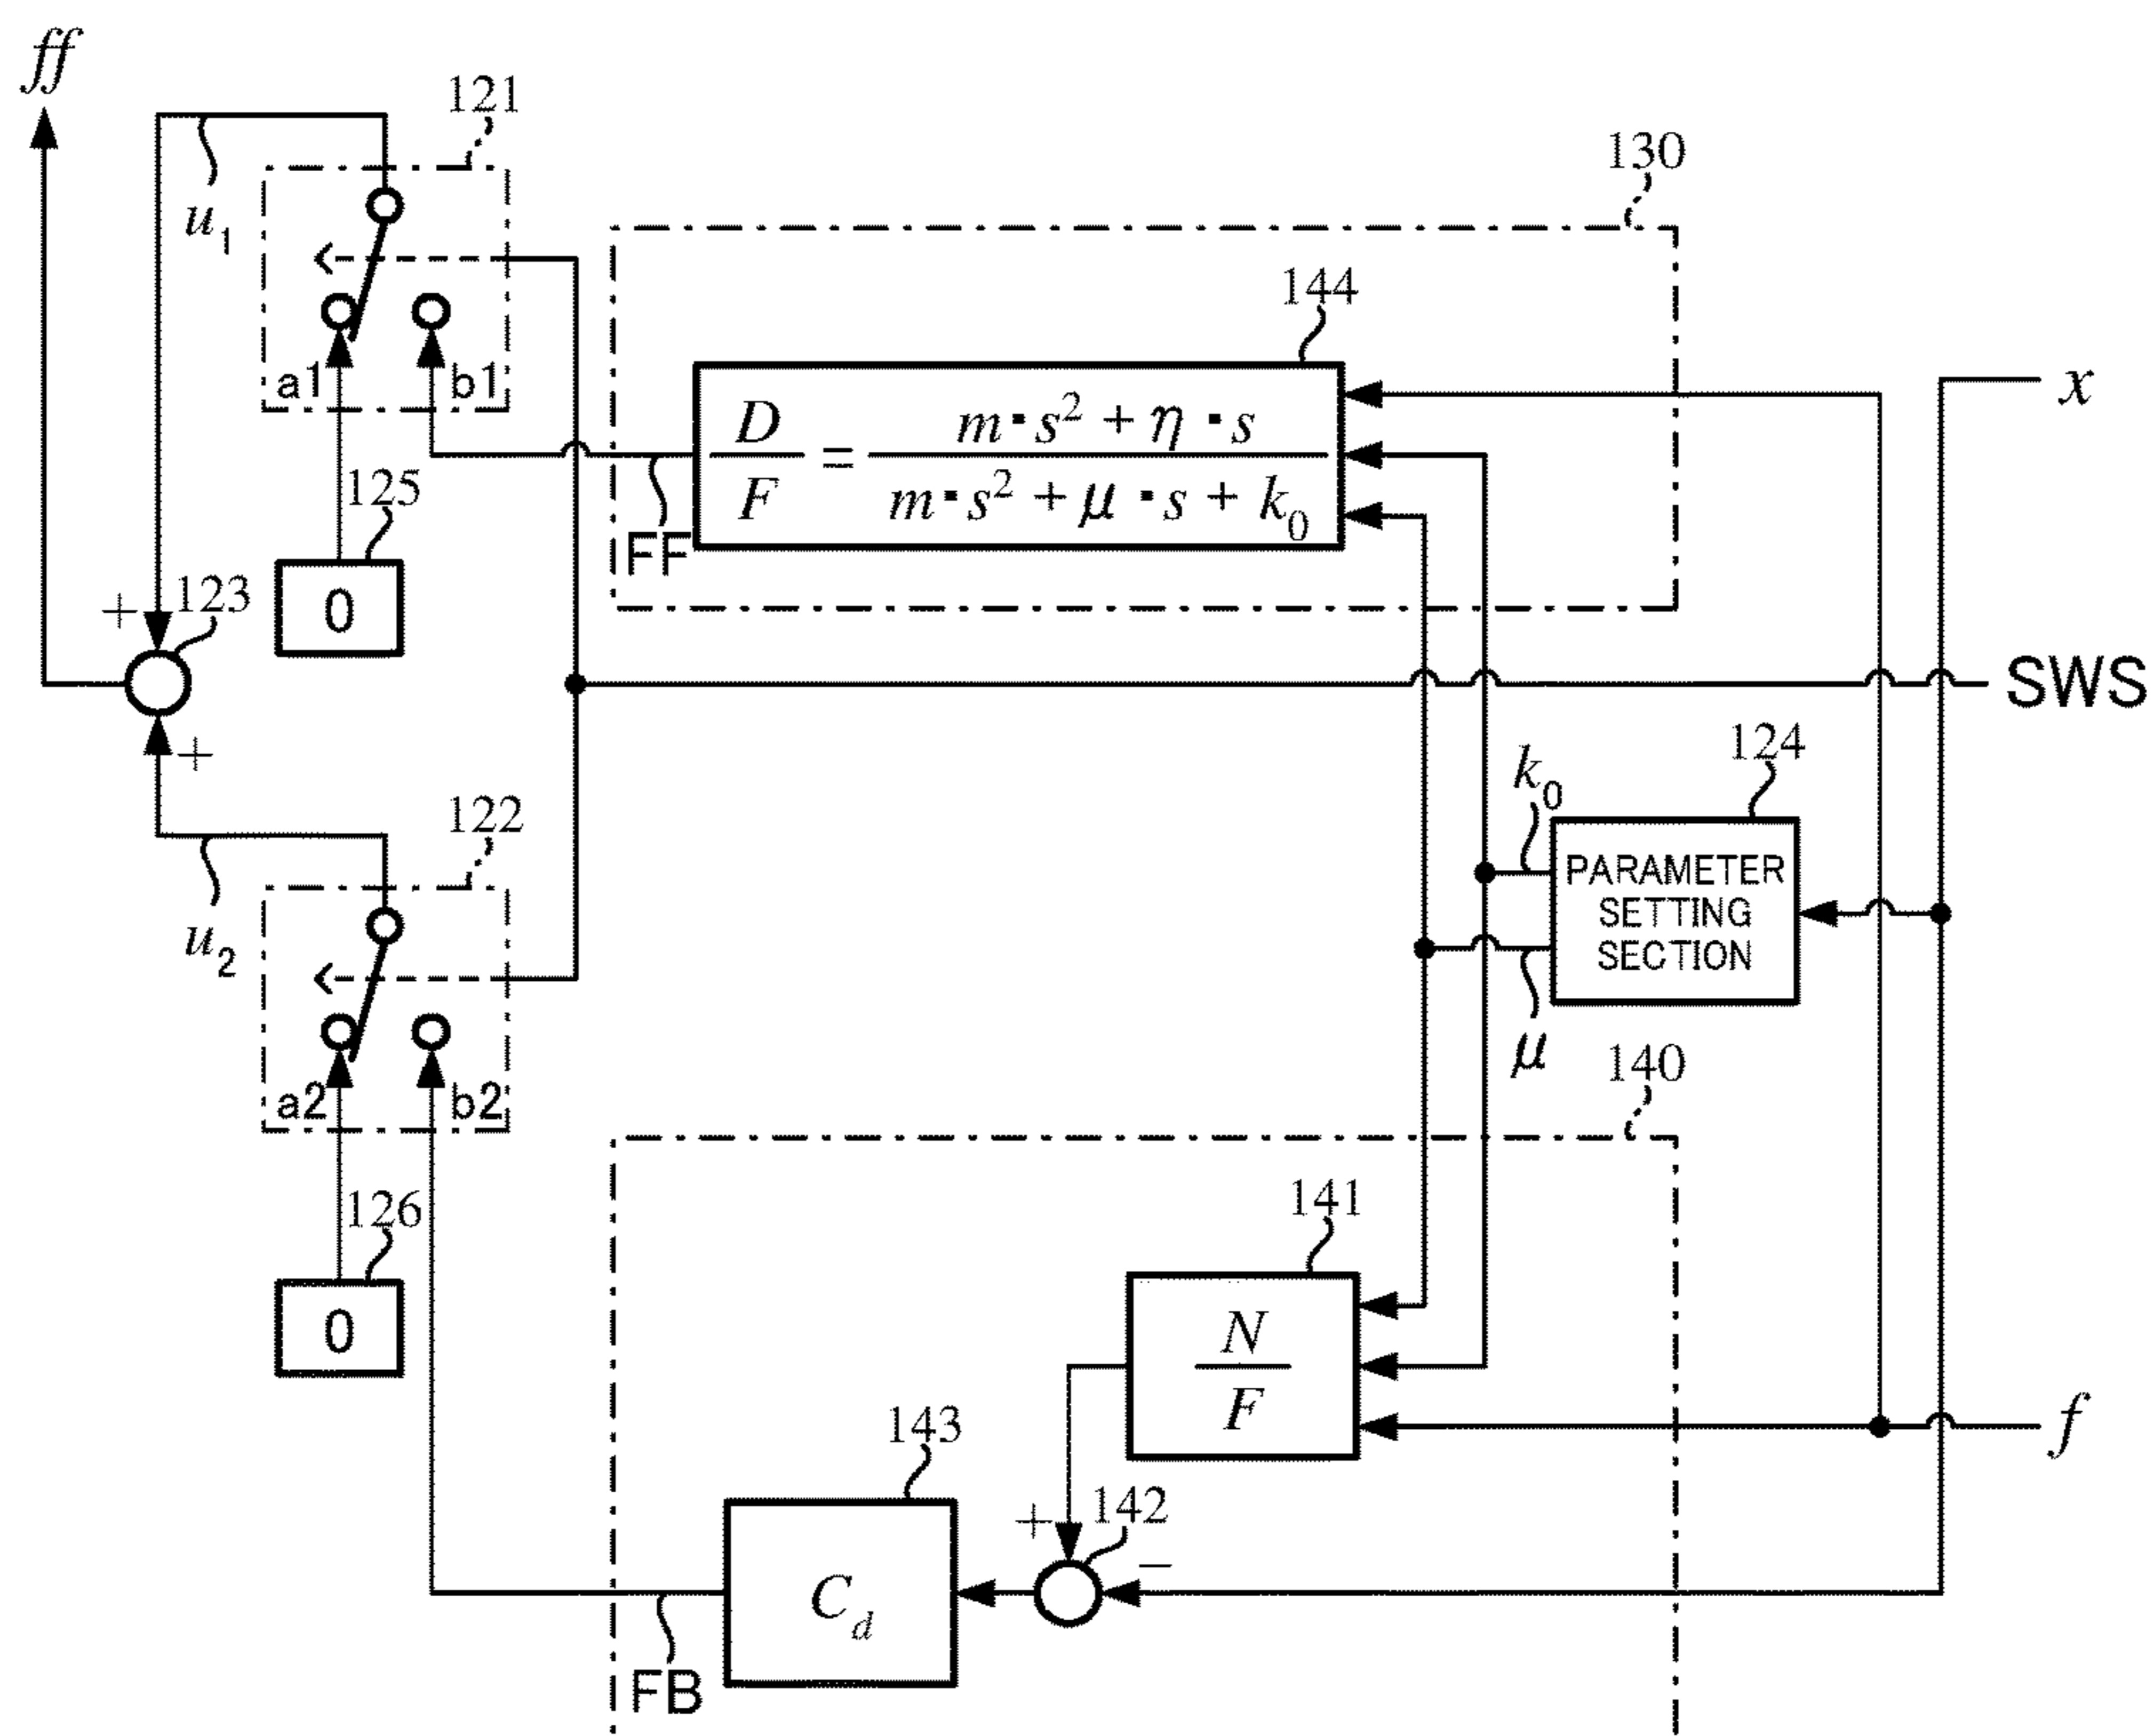 ff
121
130
u₁
144
x
a1
b1
D/F = (m·s² + η·s)/(m·s² + μ·s + k₀)
125
FF
0
+
123
SWS
+
124
k₀
122
PARAMETER
SETTING
SECTION
u₂
μ
140
a2
b2
126
141
0
N/F
143
f
+
142
−
C_d
FB